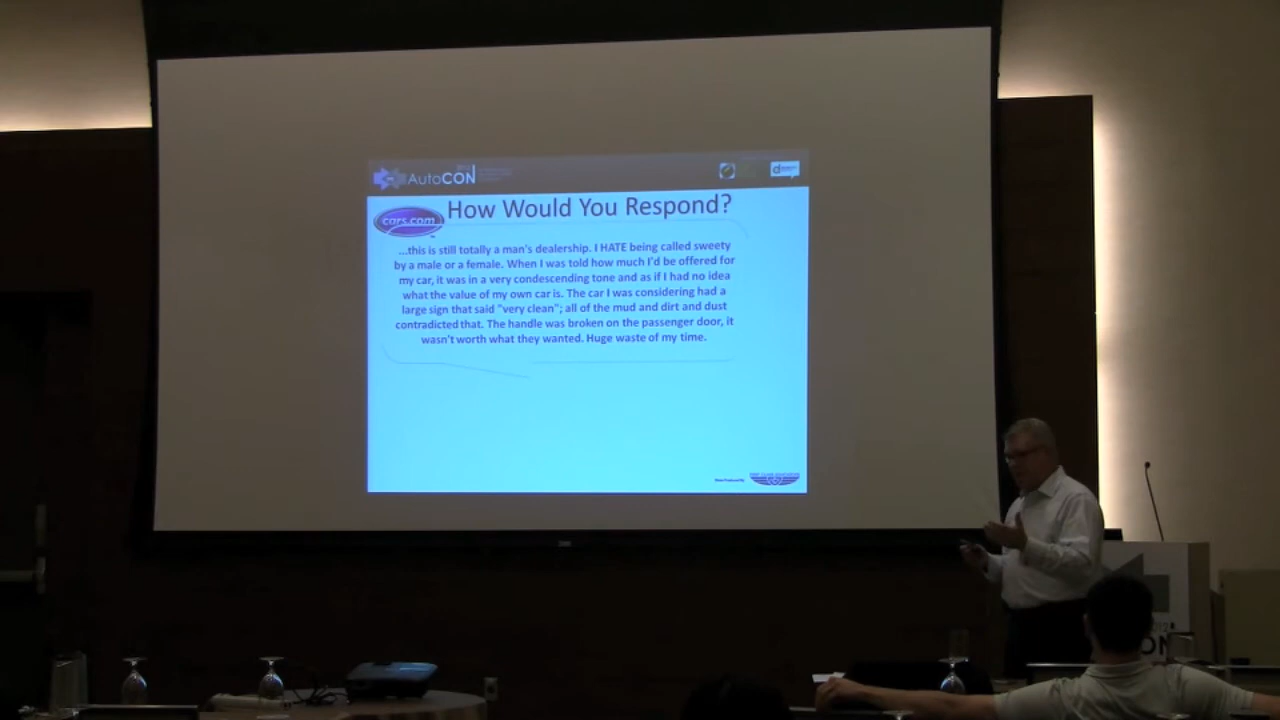 AutoCON
cars.com
How Would You Respond?
...this is still totally a man's dealership. I HATE being called sweety
by a male or a female. When I was told how much I'd be offered for
my car, it was in a very condescending tone and as if I had no idea
what the value of my own car is. The car I was considering had a
large sign that said "very clean"; all of the mud and dirt and dust
contradicted that. The handle was broken on the passenger door, it
wasn't worth what they wanted. Huge waste of my time.
ON